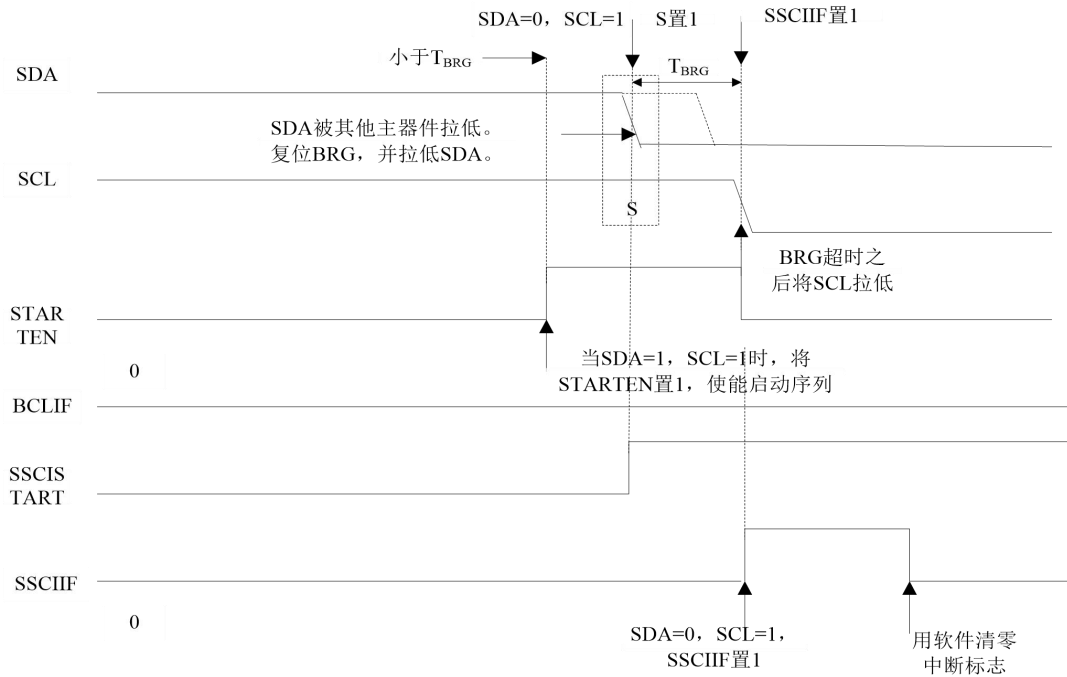 SDA=0，SCL=1
S置1
SSCIIF置1
小于TBRG
TBRG
SDA
SDA被其他主器件拉低。
复位BRG，并拉低SDA。
SCL
S
BRG超时之
后将SCL拉低
STAR
TEN
0
当SDA=1，SCL=1时，将
STARTEN置1，使能启动序列
BCLIF
SSCIS
TART
SSCIIF
0
SDA=0，SCL=1，
SSCIIF置1
用软件清零
中断标志